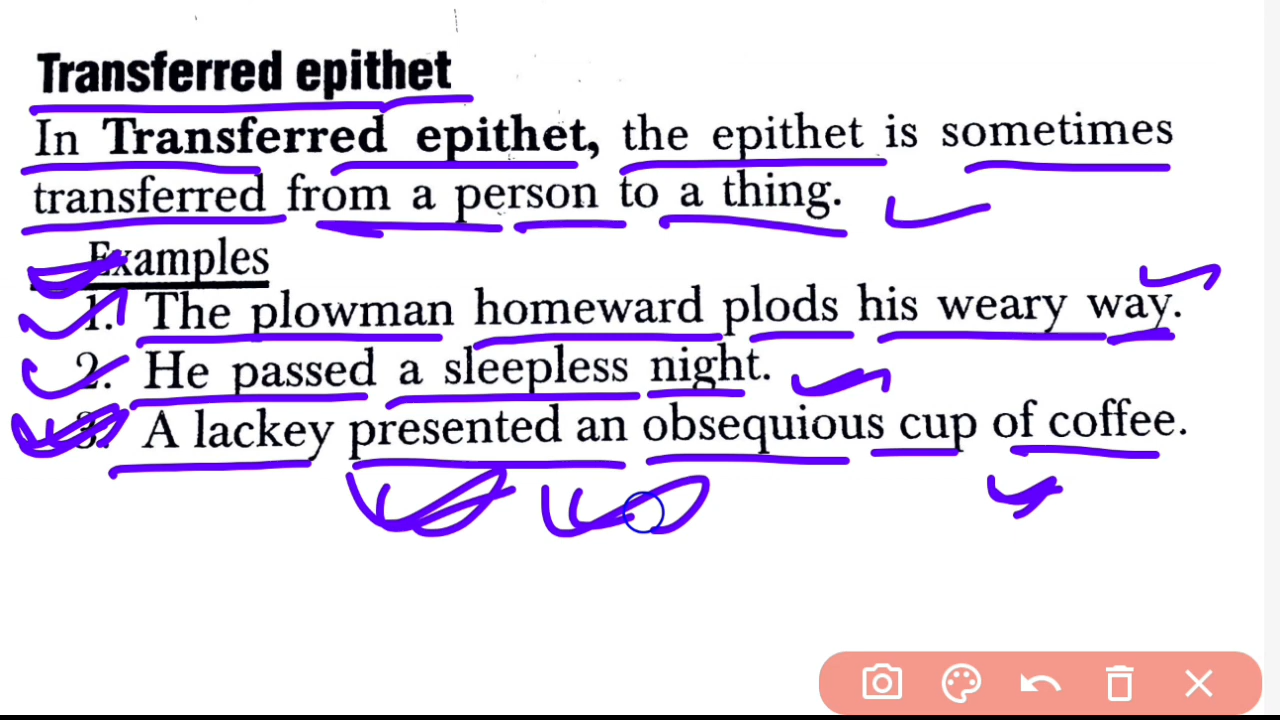 Transferred epithet
In Transferred epithet, the epithet is sometimes
transferred from a person to a thing.
Examples
1. The plowman homeward plods his weary way.
2. He passed a sleepless night.
3. A lackey presented an obsequious cup of coffee.